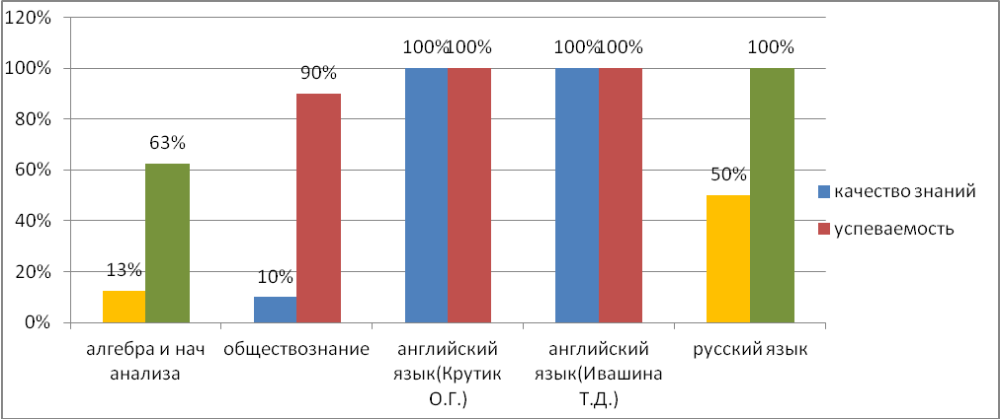 120%
100%
80%
60%
40%
20%
0%
13%
63%
10%
90%
100%
100%
100%
100%
50%
100%
алгебра и нач
анализа
обществознание
английский
язык(Крутик
О.Г.)
английский
язык(Ивашина
Т.Д.)
русский язык
качество знаний
успеваемость